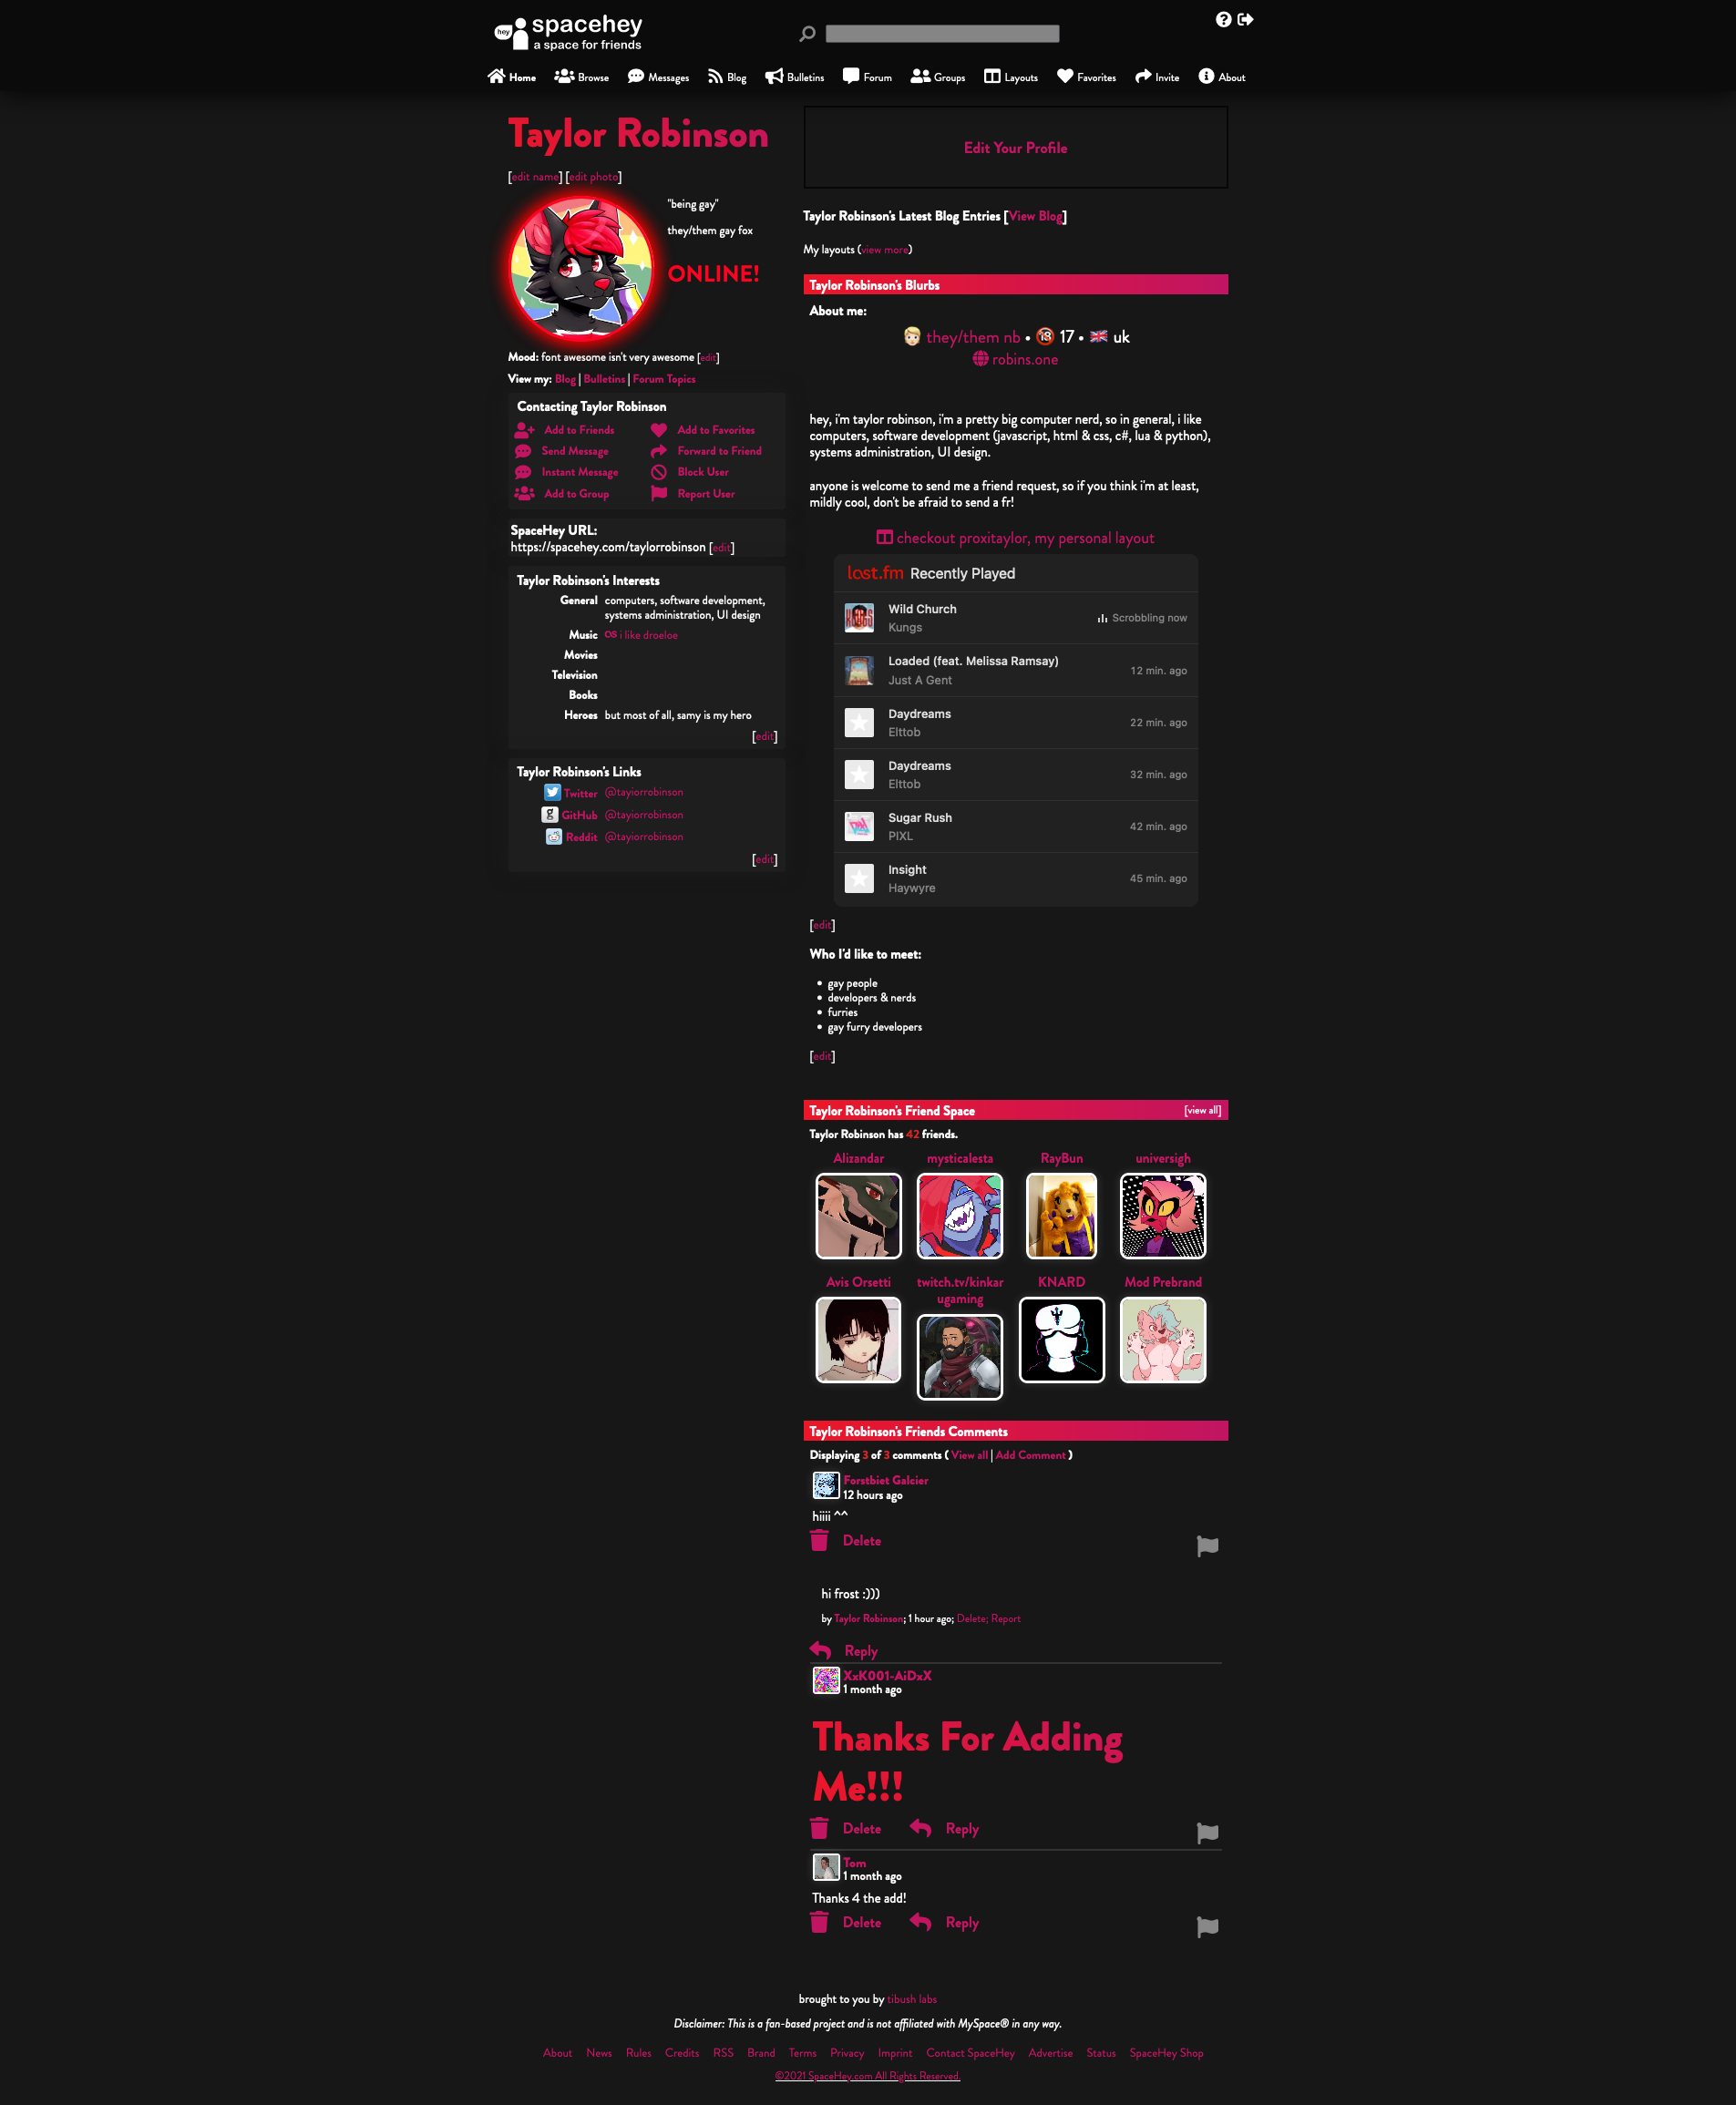 hey
spacehey
a space for friends
Home Browse Messages Blog Bulletins Forum Groups Layouts Favorites Invite About
Taylor Robinson
[edit name] [edit photo]
"being gay"
they/them gay fox
ONLINE!
Mood: font awesome isn't very awesome [edit]
View my: Blog | Bulletins | Forum Topics
Contacting Taylor Robinson
Add to Friends Add to Favorites
Send Message Forward to Friend
Instant Message Block User
Add to Group Report User
SpaceHey URL:
https://spacehey.com/taylorrobinson [edit]
Taylor Robinson's Interests
General computers, software development,
systems administration, UI design
Music i like droeloe
Movies
Television
Books
Heroes but most of all, samy is my hero
[edit]
Taylor Robinson's Links
Twitter @tayiorrobinson
GitHub @tayiorrobinson
Reddit @tayiorrobinson
[edit]
Edit Your Profile
Taylor Robinson's Latest Blog Entries [View Blog]
My layouts (view more)
Taylor Robinson's Blurbs
About me:
they/them nb • 🔞 17 • 🇬🇧 uk
robins.one
hey, i'm taylor robinson, i'm a pretty big computer nerd, so in general, i like
computers, software development (javascript, html & css, c#, lua & python),
systems administration, UI design.
anyone is welcome to send me a friend request, so if you think i'm at least,
mildly cool, don't be afraid to send a fr!
checkout proxitaylor, my personal layout
last.fm Recently Played
Wild Church
Kungs
Scrobbling now
Loaded (feat. Melissa Ramsay)
Just A Gent
12 min. ago
Daydreams
Elttob
22 min. ago
Daydreams
Elttob
32 min. ago
Sugar Rush
PIXL
42 min. ago
Insight
Haywyre
45 min. ago
[edit]
Who I'd like to meet:
• gay people
• developers & nerds
• furries
• gay furry developers
[edit]
Taylor Robinson's Friend Space [view all]
Taylor Robinson has 42 friends.
Alizandar mysticalesta RayBun universigh
Avis Orsetti twitch.tv/kinkar KNARD Mod Prebrand
ugaming
Taylor Robinson's Friends Comments
Displaying 3 of 3 comments ( View all | Add Comment )
Forstbiet Galcier
12 hours ago
hiiii ^^
Delete
hi frost :)))
by Taylor Robinson; 1 hour ago; Delete; Report
Reply
XxK001-AiDxX
1 month ago
Thanks For Adding
Me!!!
Delete Reply
Tom
1 month ago
Thanks 4 the add!
Delete Reply
brought to you by tibush labs
Disclaimer: This is a fan-based project and is not affiliated with MySpace® in any way.
About News Rules Credits RSS Brand Terms Privacy Imprint Contact SpaceHey Advertise Status SpaceHey Shop
©2021 SpaceHey.com All Rights Reserved.